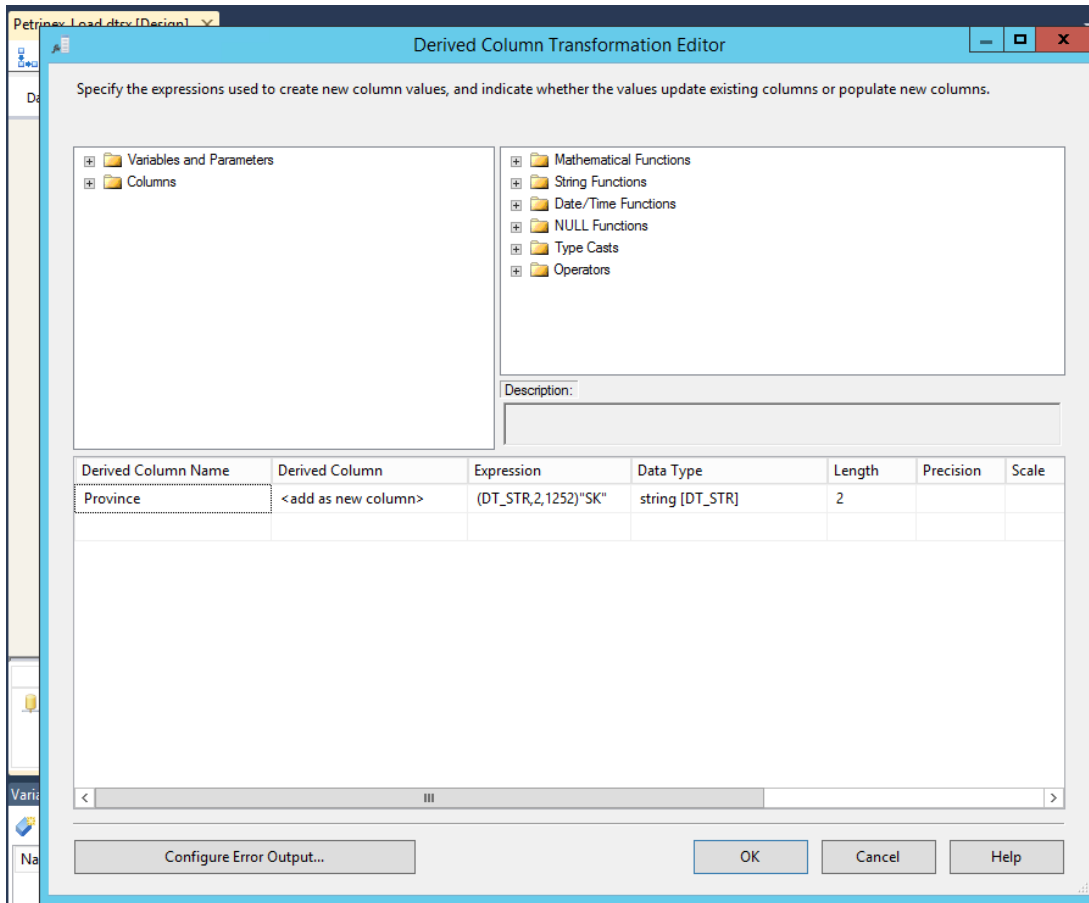 Petrinex_Load.dtsx [Design]
Derived Column Transformation Editor
Da
Specify the expressions used to create new column values, and indicate whether the values update existing columns or populate new columns.
Variables and Parameters
Columns
Mathematical Functions
String Functions
Date/Time Functions
NULL Functions
Type Casts
Operators
Description:
Derived Column Name Derived Column Expression Data Type Length Precision Scale
Province <add as new column> (DT_STR,2,1252)"SK" string [DT_STR] 2
Varia
Na
Configure Error Output... OK Cancel Help